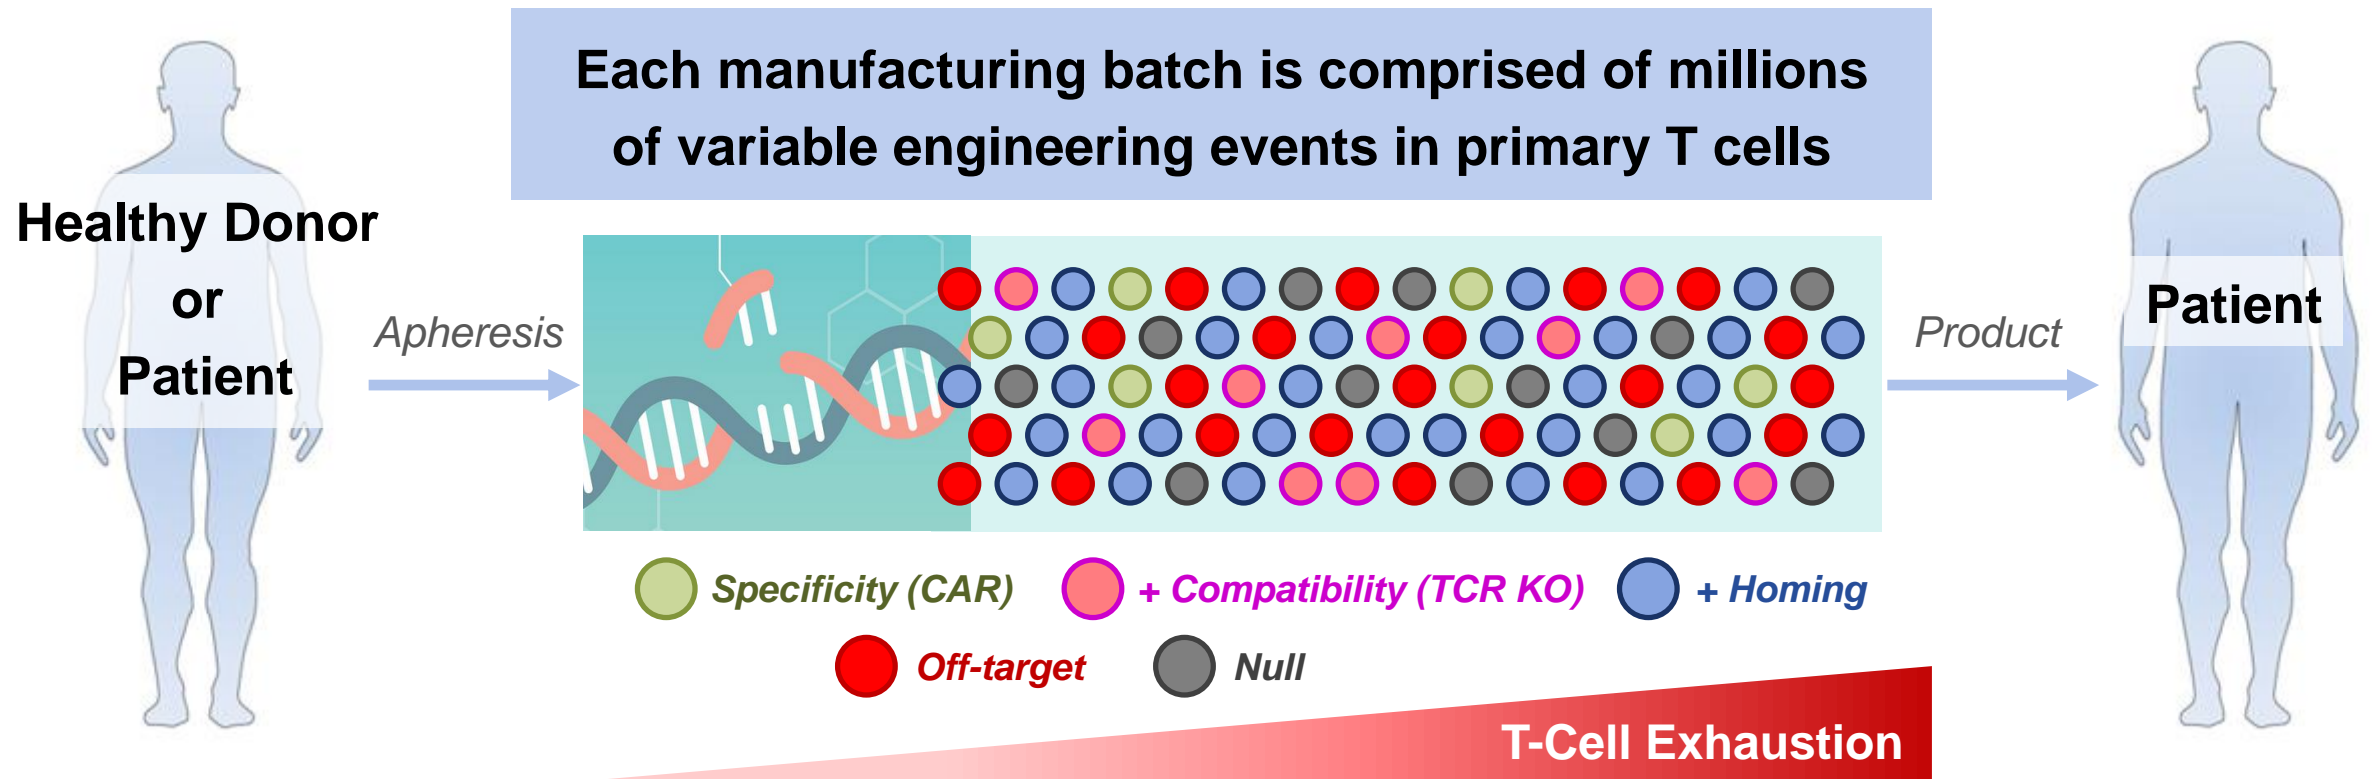 Each manufacturing batch is comprised of millions
of variable engineering events in primary T cells
Healthy Donor
or
Patient
Apheresis
Product
Patient
Specificity (CAR)
+ Compatibility (TCR KO)
+ Homing
Off-target
Null
T-Cell Exhaustion